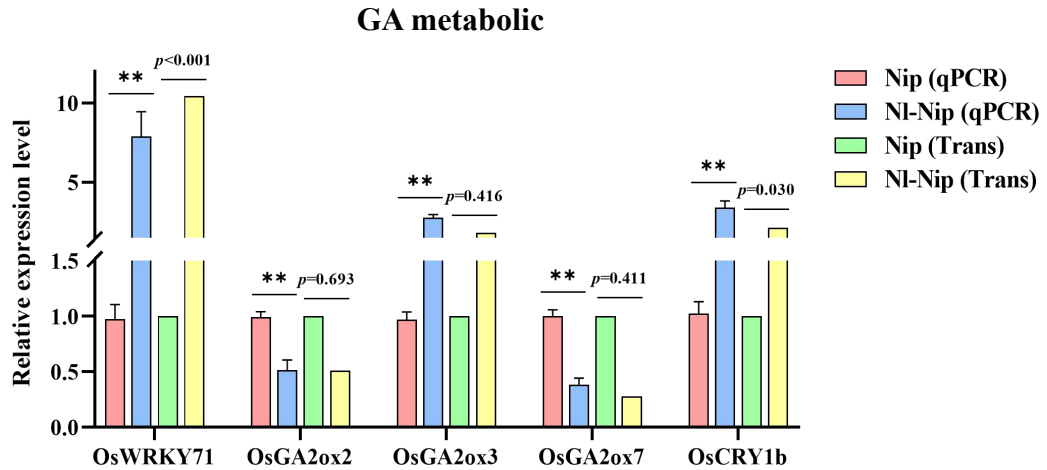 GA metabolic
Relative expression level
10
5
1.5
1.0
0.5
0.0
** p<0.001
** p=0.693
** p=0.416
** p=0.411
** p=0.030
OsWRKY71 OsGA2ox2 OsGA2ox3 OsGA2ox7 OsCRY1b
Nip (qPCR)
Nl-Nip (qPCR)
Nip (Trans)
Nl-Nip (Trans)